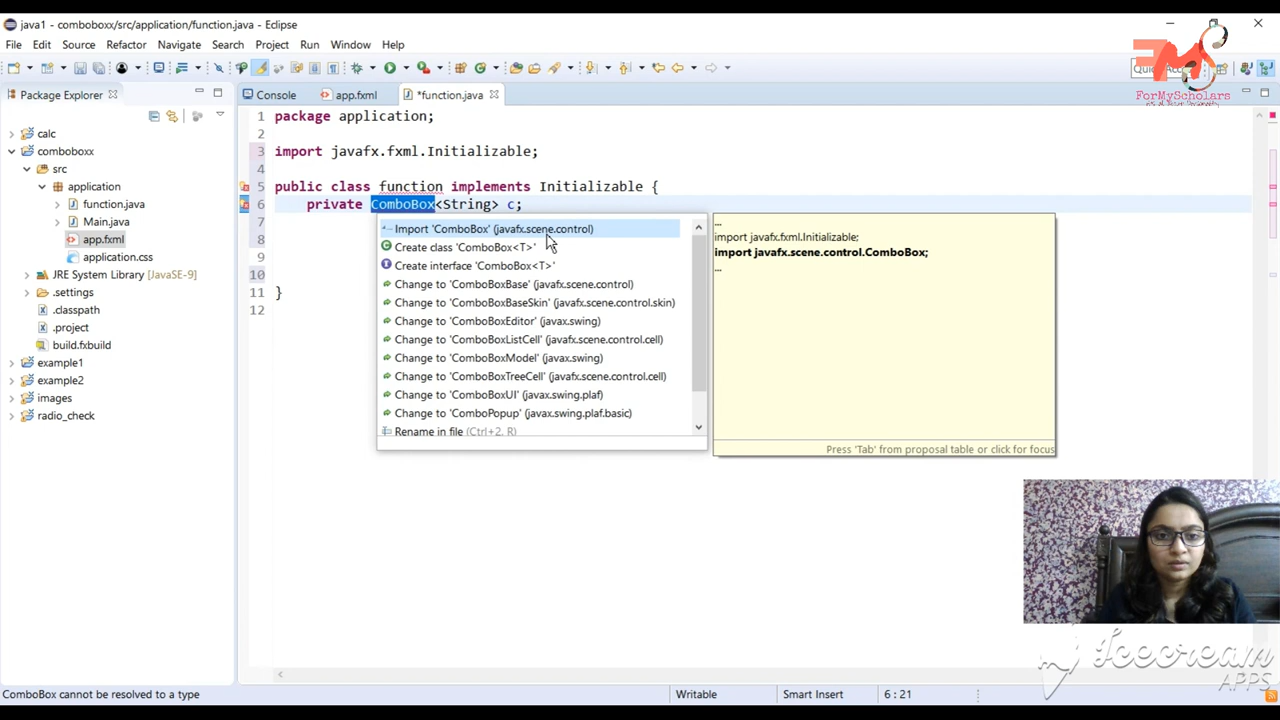 java1 - comboboxx/src/application/function.java - Eclipse
File Edit Source Refactor Navigate Search Project Run Window Help
FMS
ForMyScholars
Package Explorer
Console
app.fxml
*function.java
calc
comboboxx
src
application
function.java
Main.java
app.fxml
application.css
JRE System Library [JavaSE-9]
.settings
.classpath
.project
build.fxbuild
example1
example2
images
radio_check
1 package application;
2
3 import javafx.fxml.Initializable;
4
5 public class function implements Initializable {
6 private ComboBox<String> c;
7
8
9
10
11 }
12
Import 'ComboBox' (javafx.scene.control)
Create class 'ComboBox<T>'
Create interface 'ComboBox<T>'
Change to 'ComboBoxBase' (javafx.scene.control)
Change to 'ComboBoxBaseSkin' (javafx.scene.control.skin)
Change to 'ComboBoxEditor' (javax.swing)
Change to 'ComboBoxListCell' (javafx.scene.control.cell)
Change to 'ComboBoxModel' (javax.swing)
Change to 'ComboBoxTreeCell' (javafx.scene.control.cell)
Change to 'ComboBoxUI' (javax.swing.plaf)
Change to 'ComboPopup' (javax.swing.plaf.basic)
Rename in file (Ctrl+2, R)
...
import javafx.fxml.Initializable;
import javafx.scene.control.ComboBox;
...
Press 'Tab' from proposal table or click for focus
Icecream
APPS
ComboBox cannot be resolved to a type
Writable
Smart Insert
6 : 21